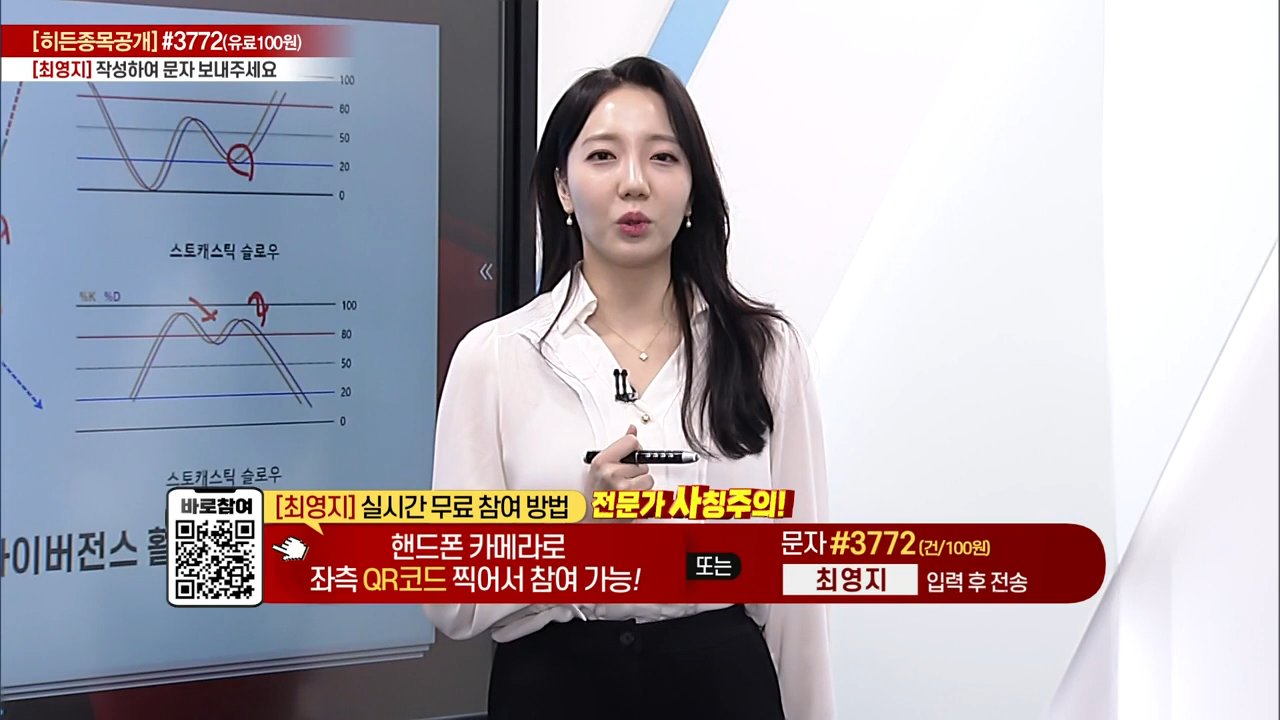 [히든종목공개] #3772(유료100원)
[최영지] 작성하여 문자 보내주세요
100
80
50
20
0
스토캐스틱 슬로우
%K %D
100
80
50
20
0
스토캐스틱 슬로우
이버전스
바로참여
[최영지] 실시간 무료 참여 방법
전문가 사칭주의!
핸드폰 카메라로
좌측 QR코드 찍어서 참여 가능!
또는
문자 #3772 (건/100원)
최영지 입력 후 전송